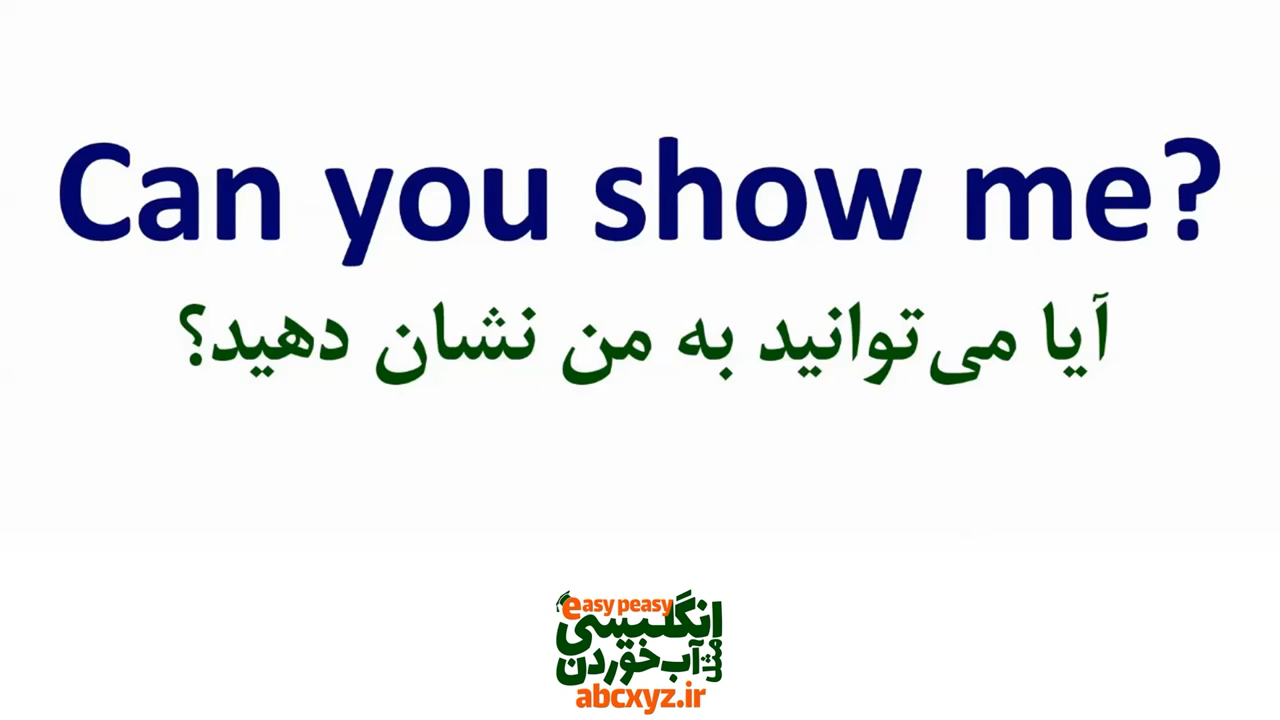 Can you show me?
آیا می‌توانید به من نشان دهید؟
easy peasy
انگلیسی
مثل آب خوردن
abcxyz.ir